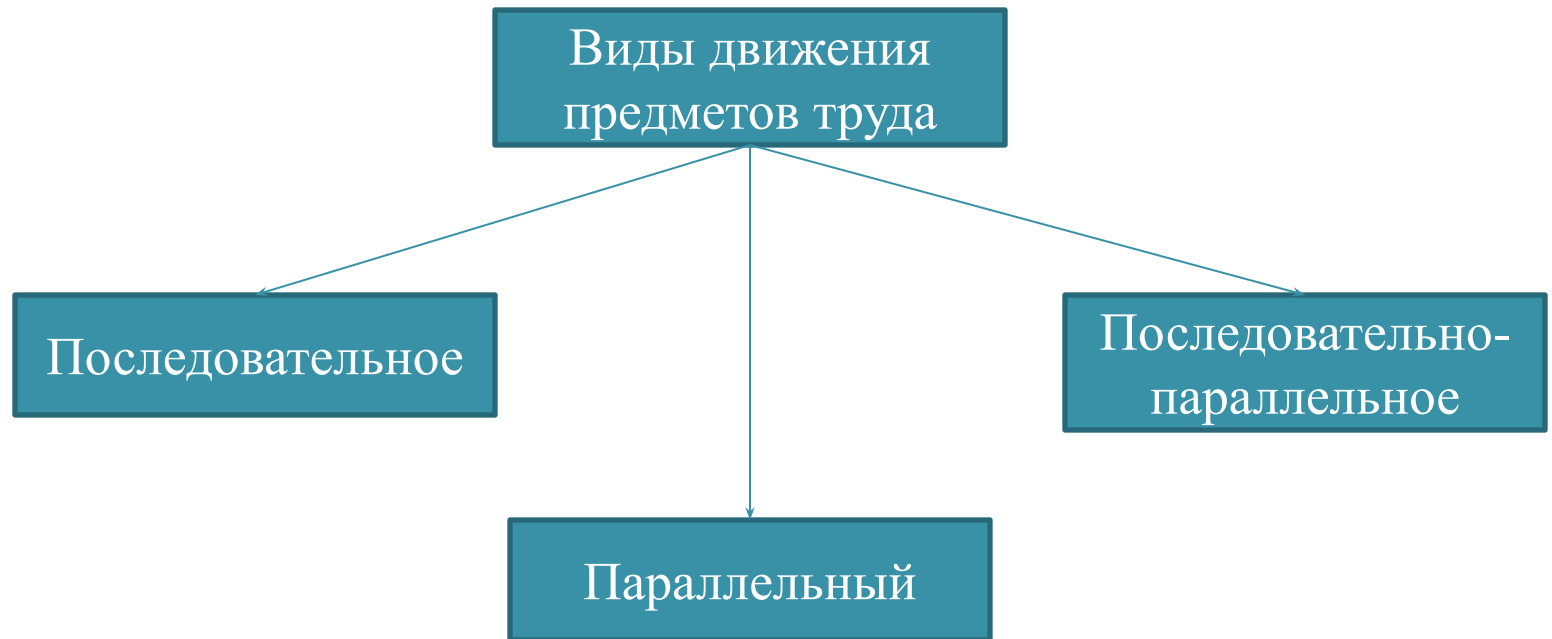 Виды движения
предметов труда
Последовательное
Последовательно-
параллельное
Параллельный